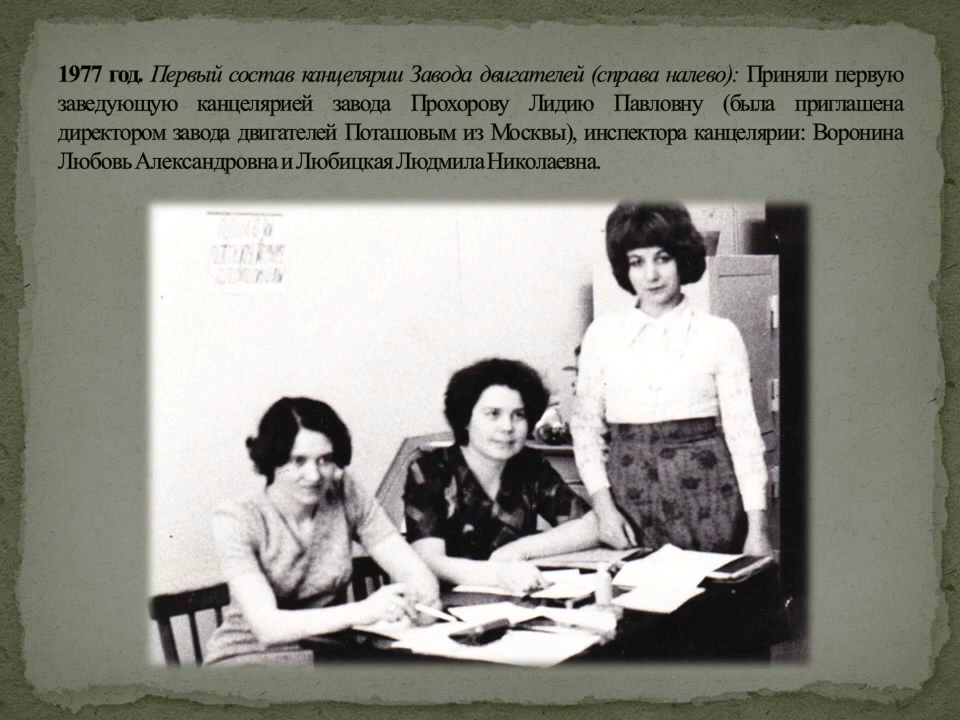 1977 год. Первый состав канцелярии Завода двигателей (справа налево): Приняли первую
заведующую канцелярией завода Прохорову Лидию Павловну (была приглашена
директором завода двигателей Поташовым из Москвы), инспектора канцелярии: Воронина
Любовь Александровна и Любицкая Людмила Николаевна.